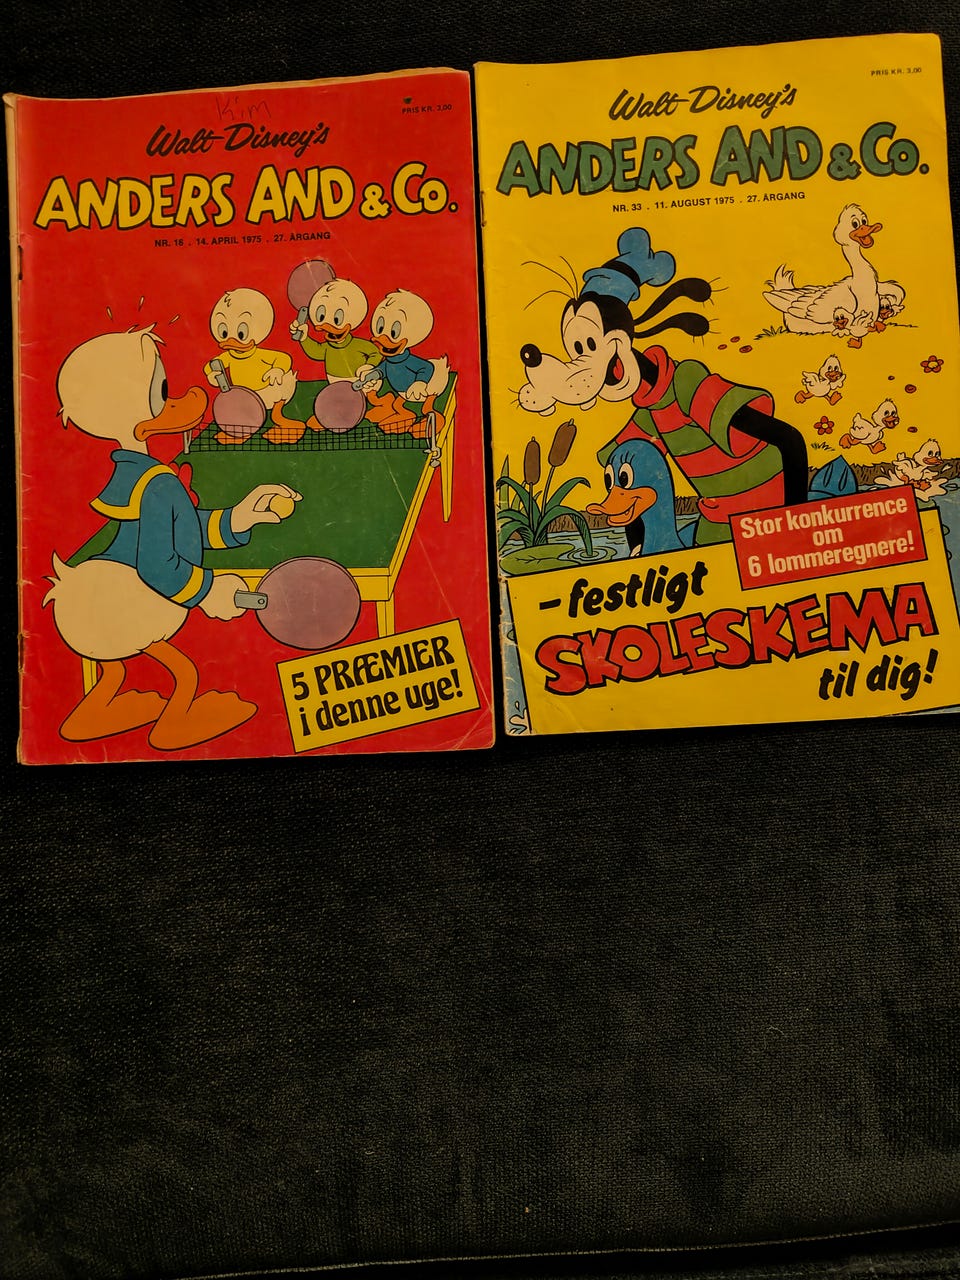 Kim
PRIS KR. 3,00
Walt Disney's
ANDERS AND & Co.
NR. 16 . 14. APRIL 1975 . 27. ÅRGANG
5 PRÆMIER
i denne uge!
PRIS KR. 3,00
Walt Disney's
ANDERS AND & Co.
NR. 33 . 11. AUGUST 1975 . 27. ÅRGANG
Stor konkurrence
om
6 lommeregnere!
– festligt
SKOLESKEMA
til dig!